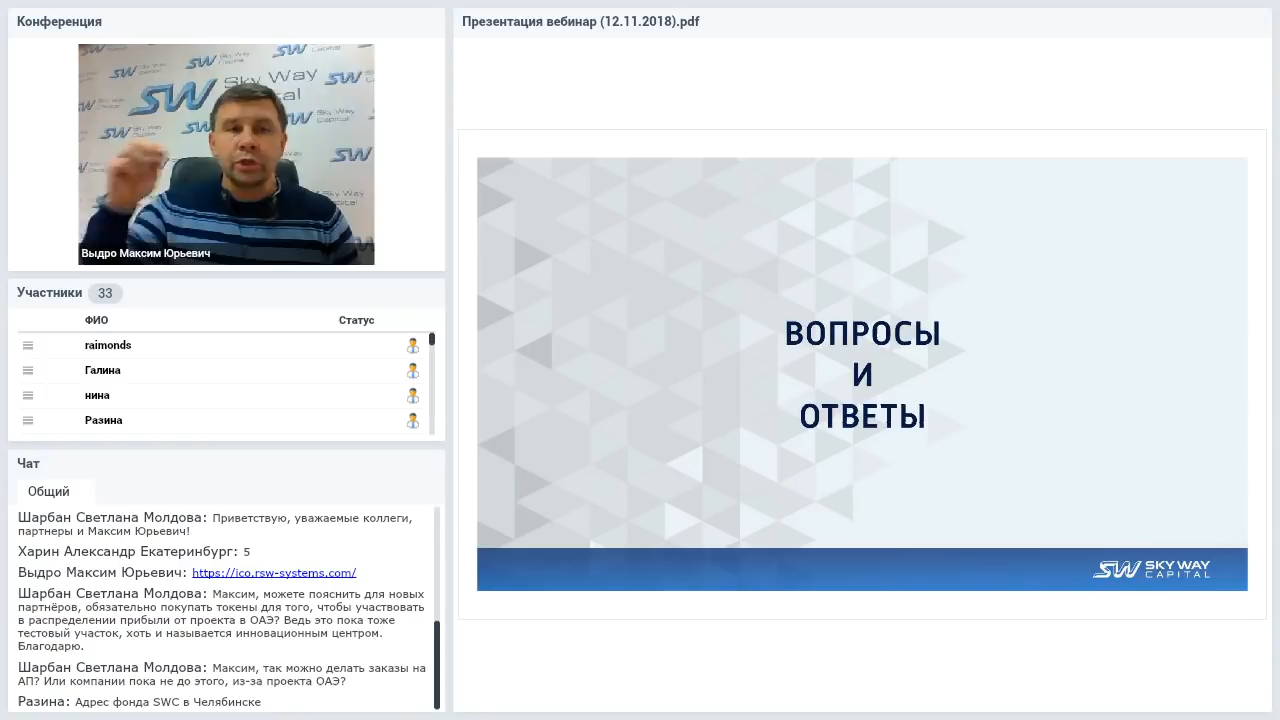 Конференция
SW
Sky Way
Capital
Выдро Максим Юрьевич
Участники 33
ФИО Статус
raimonds
Галина
нина
Разина
Чат
Общий
Шарбан Светлана Молдова: Приветствую, уважаемые коллеги,
партнеры и Максим Юрьевич!
Харин Александр Екатеринбург: 5
Выдро Максим Юрьевич: https://ico.rsw-systems.com/
Шарбан Светлана Молдова: Максим, можете пояснить для новых
партнёров, обязательно покупать токены для того, чтобы участвовать
в распределении прибыли от проекта в ОАЭ? Ведь это пока тоже
тестовый участок, хоть и называется инновационным центром.
Благодарю.
Шарбан Светлана Молдова: Максим, так можно делать заказы на
АП? Или компании пока не до этого, из-за проекта ОАЭ?
Разина: Адрес фонда SWC в Челябинске
Презентация вебинар (12.11.2018).pdf
ВОПРОСЫ
И
ОТВЕТЫ
SW SKY WAY
CAPITAL